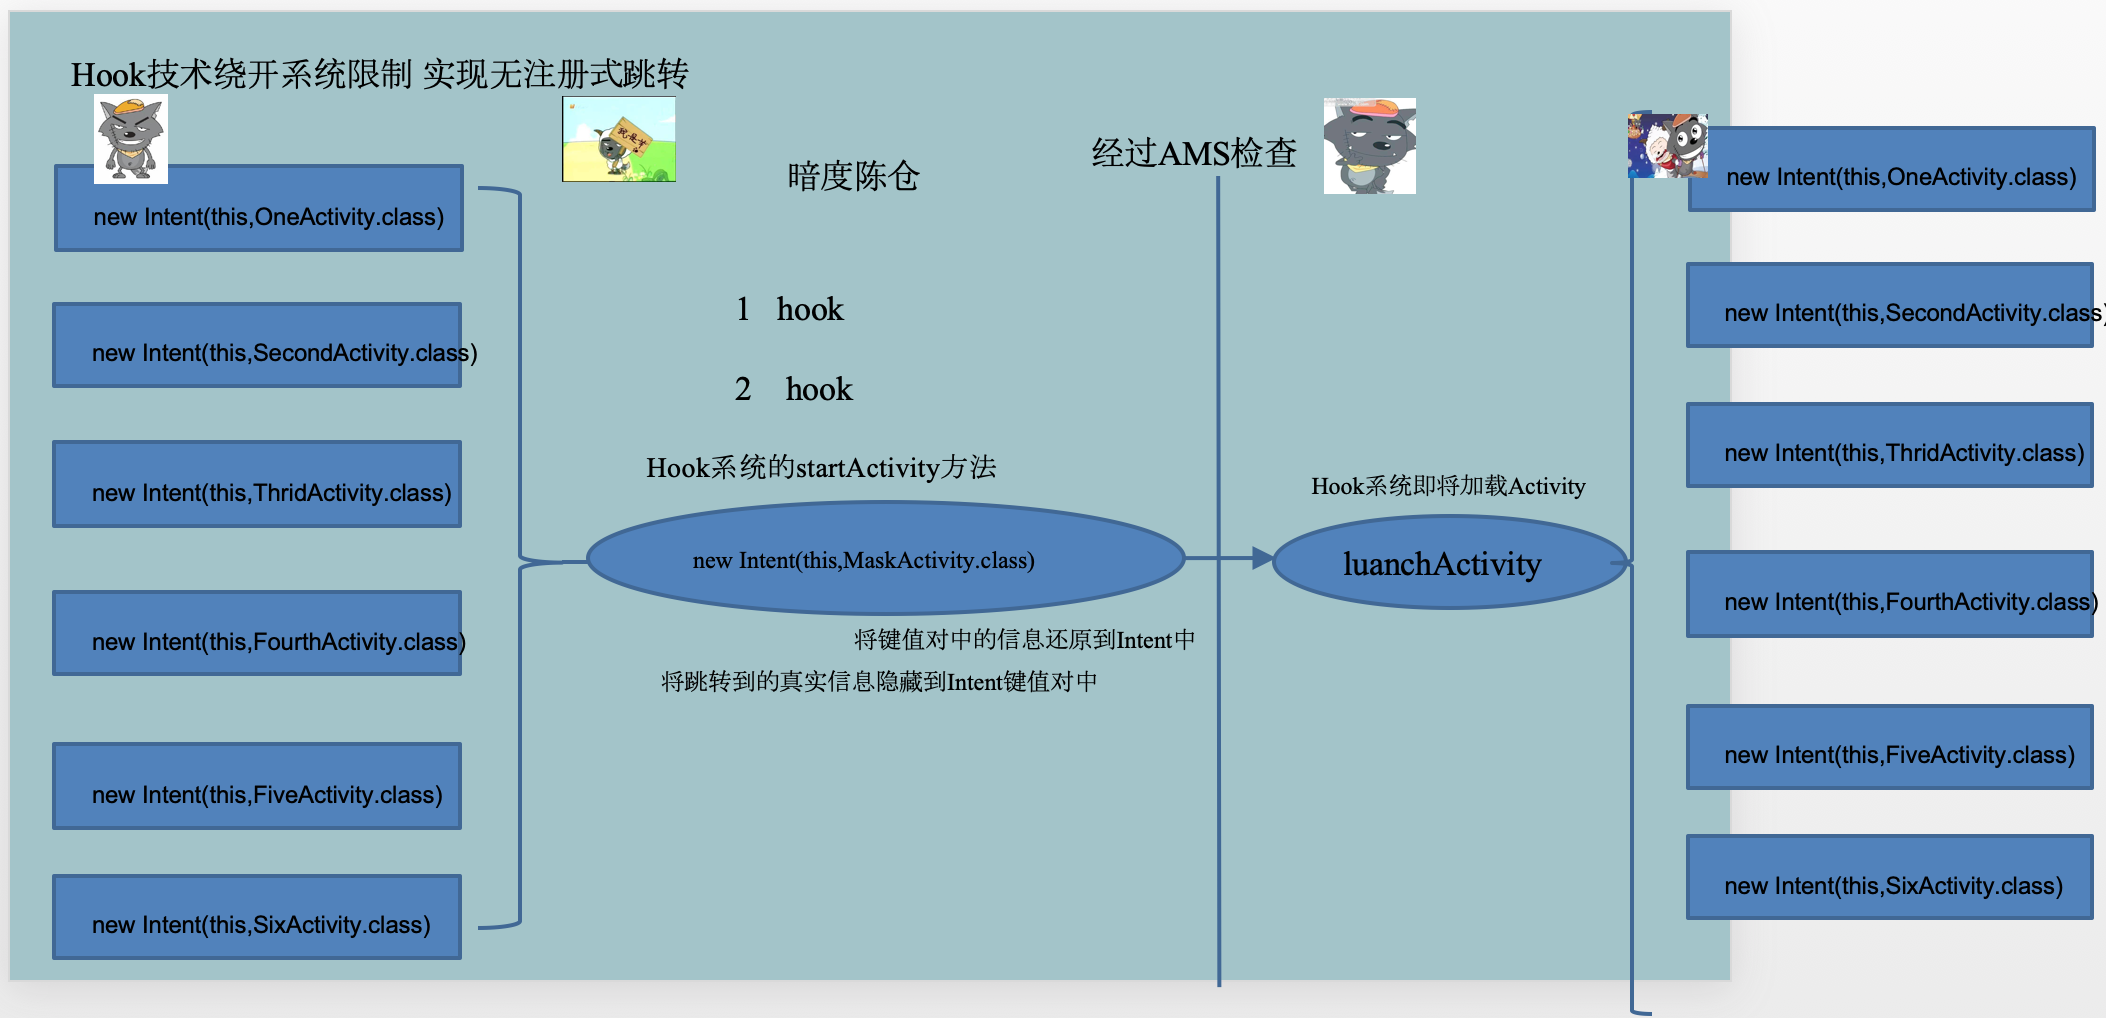 Hook技术绕开系统限制 实现无注册式跳转
我是羊
暗度陈仓
经过AMS检查
new Intent(this,OneActivity.class)
new Intent(this,SecondActivity.class)
new Intent(this,ThridActivity.class)
new Intent(this,FourthActivity.class)
new Intent(this,FiveActivity.class)
new Intent(this,SixActivity.class)
1 hook
2 hook
Hook系统的startActivity方法
new Intent(this,MaskActivity.class)
将键值对中的信息还原到Intent中
将跳转到的真实信息隐藏到Intent键值对中
Hook系统即将加载Activity
luanchActivity
new Intent(this,OneActivity.class)
new Intent(this,SecondActivity.class)
new Intent(this,ThridActivity.class)
new Intent(this,FourthActivity.class)
new Intent(this,FiveActivity.class)
new Intent(this,SixActivity.class)